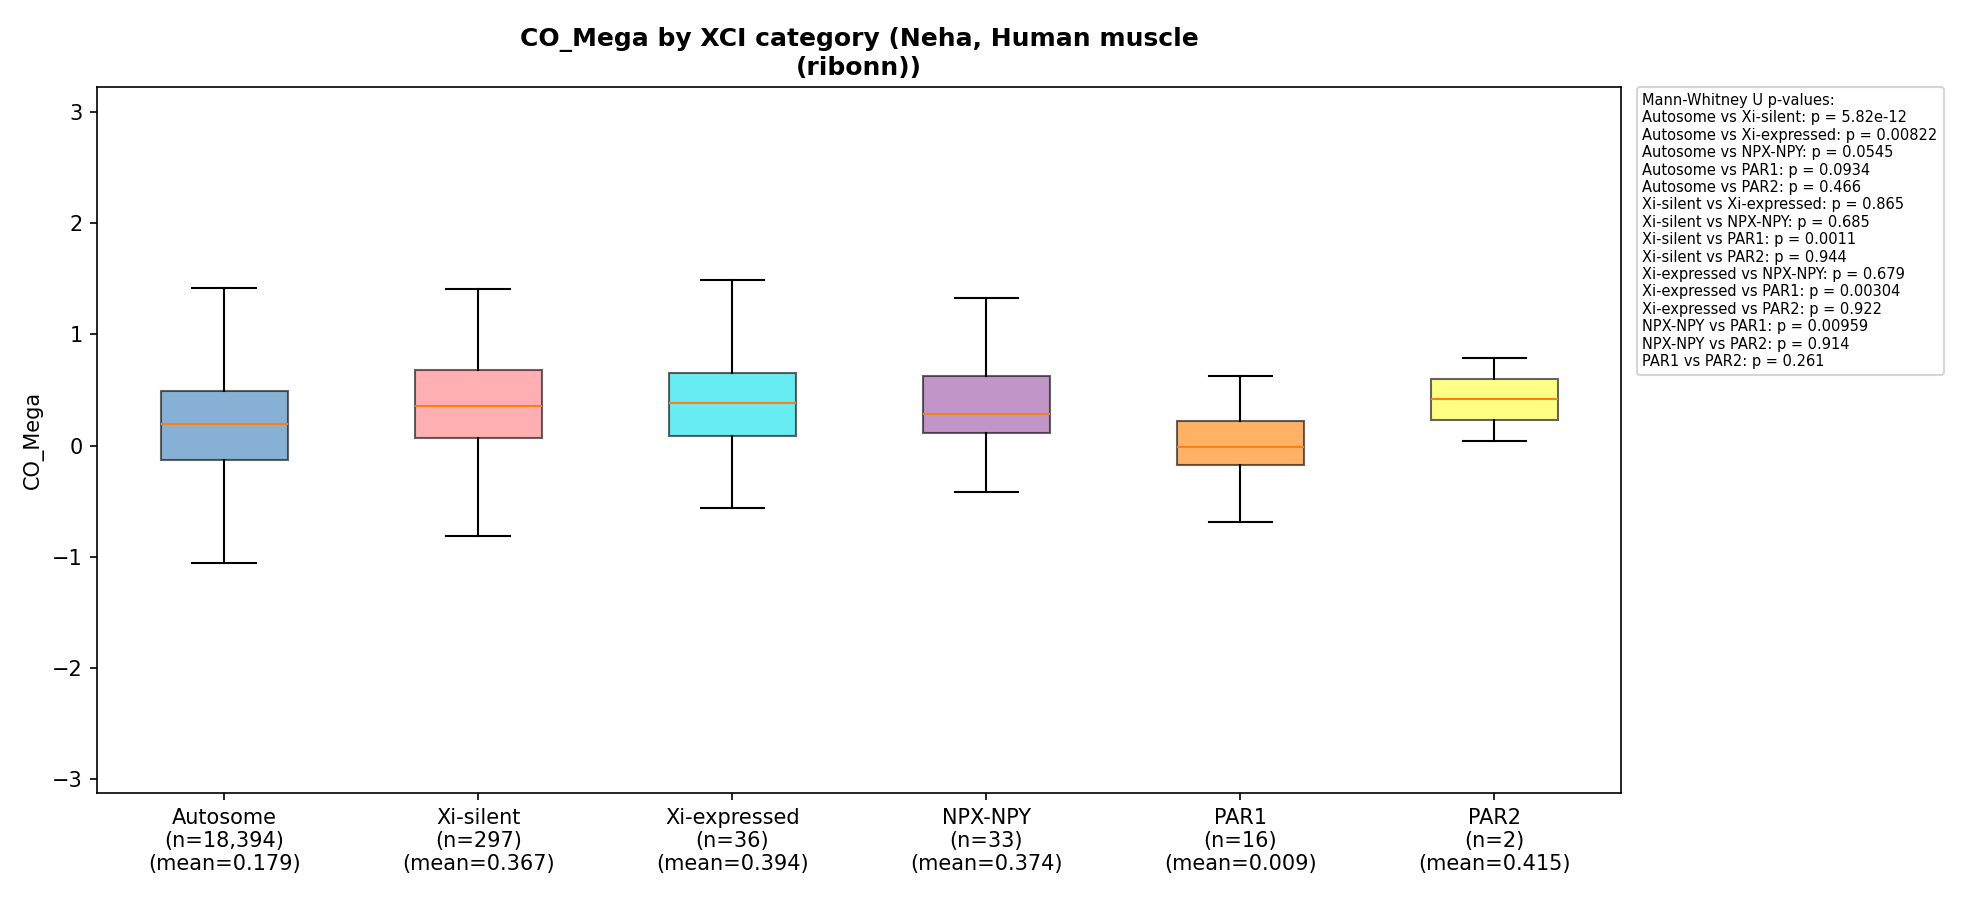 CO_Mega by XCI category (Neha, Human muscle
(ribonn))
CO_Mega
3
2
1
0
−1
−2
−3
Autosome
(n=18,394)
(mean=0.179)
Xi-silent
(n=297)
(mean=0.367)
Xi-expressed
(n=36)
(mean=0.394)
NPX-NPY
(n=33)
(mean=0.374)
PAR1
(n=16)
(mean=0.009)
PAR2
(n=2)
(mean=0.415)
Mann-Whitney U p-values:
Autosome vs Xi-silent: p = 5.82e-12
Autosome vs Xi-expressed: p = 0.00822
Autosome vs NPX-NPY: p = 0.0545
Autosome vs PAR1: p = 0.0934
Autosome vs PAR2: p = 0.466
Xi-silent vs Xi-expressed: p = 0.865
Xi-silent vs NPX-NPY: p = 0.685
Xi-silent vs PAR1: p = 0.0011
Xi-silent vs PAR2: p = 0.944
Xi-expressed vs NPX-NPY: p = 0.679
Xi-expressed vs PAR1: p = 0.00304
Xi-expressed vs PAR2: p = 0.922
NPX-NPY vs PAR1: p = 0.00959
NPX-NPY vs PAR2: p = 0.914
PAR1 vs PAR2: p = 0.261